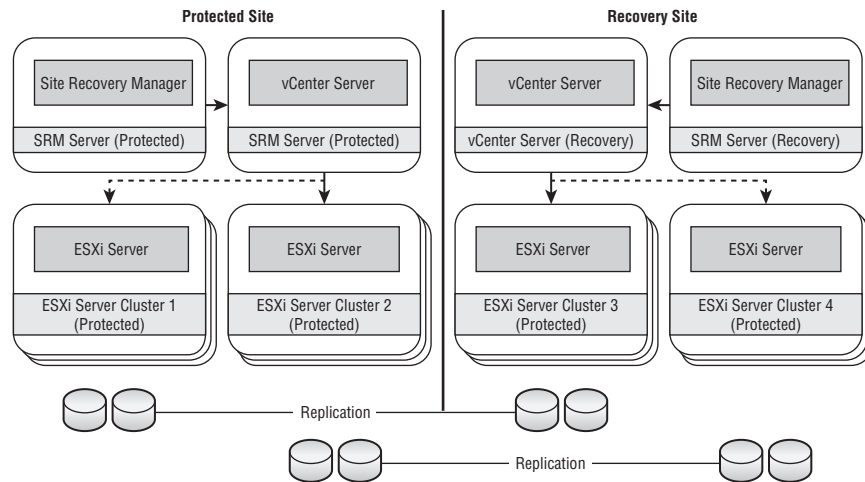 Protected Site
Recovery Site
Site Recovery Manager
vCenter Server
vCenter Server
Site Recovery Manager
SRM Server (Protected)
SRM Server (Protected)
vCenter Server (Recovery)
SRM Server (Recovery)
ESXi Server
ESXi Server
ESXi Server
ESXi Server
ESXi Server Cluster 1
(Protected)
ESXi Server Cluster 2
(Protected)
ESXi Server Cluster 3
(Protected)
ESXi Server Cluster 4
(Protected)
Replication
Replication